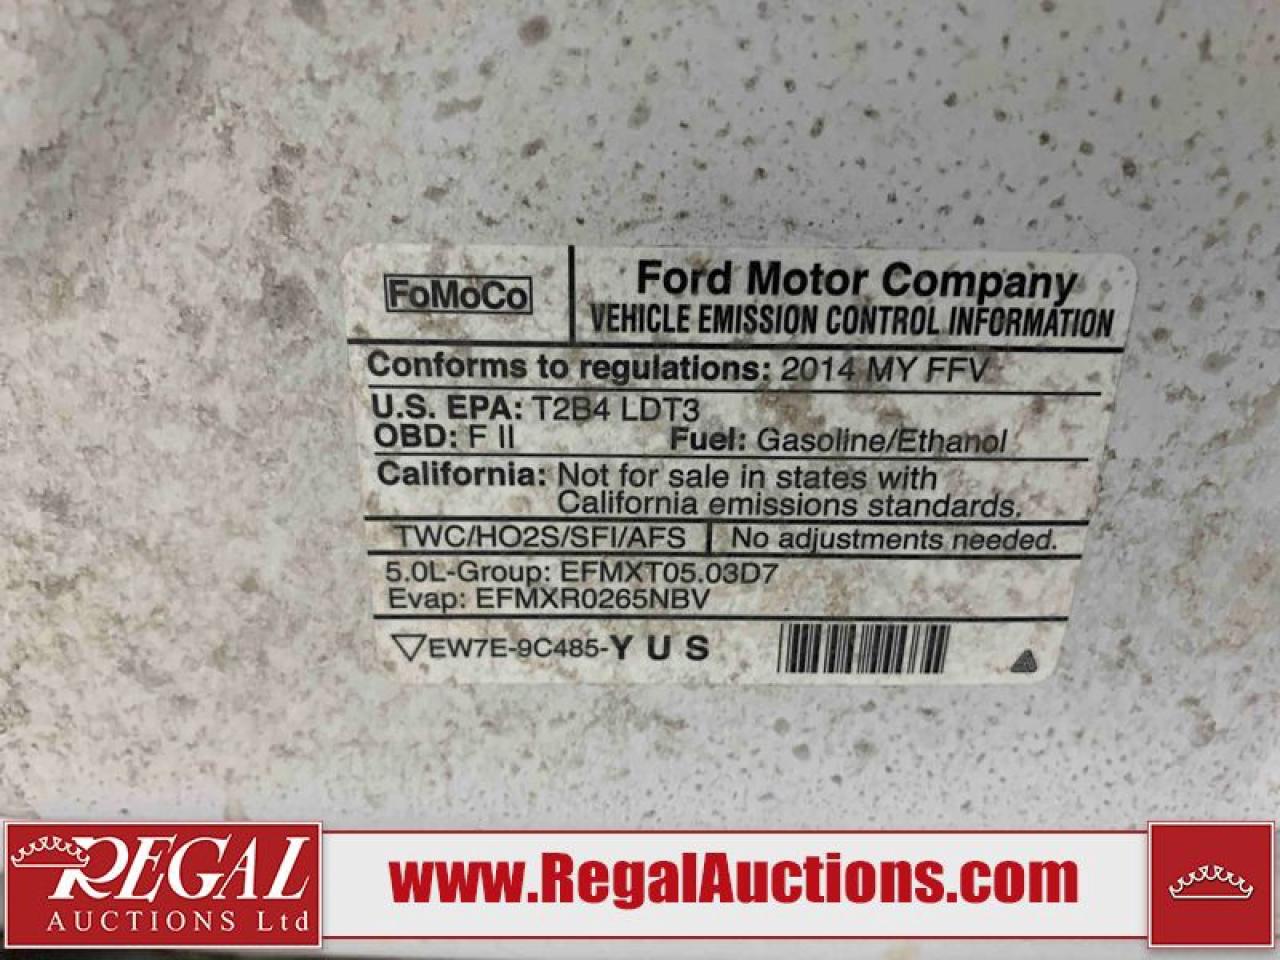 FoMoCo
Ford Motor Company
VEHICLE EMISSION CONTROL INFORMATION
Conforms to regulations: 2014 MY FFV
U.S. EPA: T2B4 LDT3
OBD: F II Fuel: Gasoline/Ethanol
California: Not for sale in states with
California emissions standards.
TWC/HO2S/SFI/AFS No adjustments needed.
5.0L-Group: EFMXT05.03D7
Evap: EFMXR0265NBV
EW7E-9C485-Y U S
REGAL
AUCTIONS Ltd
www.RegalAuctions.com